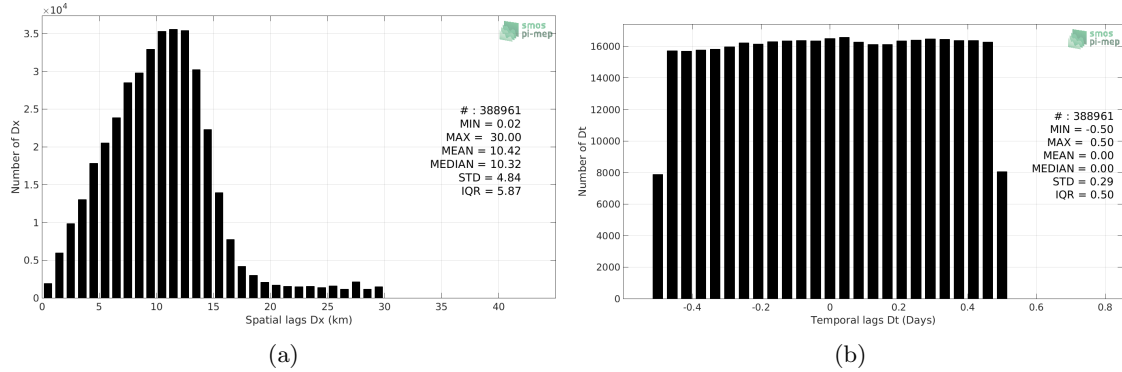 ×10⁴
3.5
3
2.5
2
1.5
1
0.5
0
0
5
10
15
20
25
30
35
40
Number of Dx
Spatial lags Dx (km)
smos
pi-mep
# : 388961
MIN = 0.02
MAX = 30.00
MEAN = 10.42
MEDIAN = 10.32
STD = 4.84
IQR = 5.87
(a)
16000
14000
12000
10000
8000
6000
4000
2000
0
-0.4
-0.2
0
0.2
0.4
0.6
0.8
Number of Dt
Temporal lags Dt (Days)
smos
pi-mep
# : 388961
MIN = -0.50
MAX = 0.50
MEAN = 0.00
MEDIAN = 0.00
STD = 0.29
IQR = 0.50
(b)